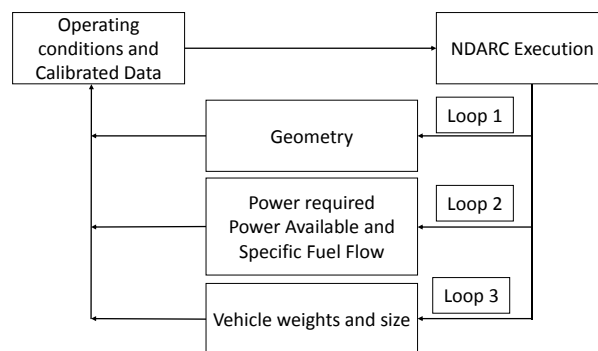 Operating
conditions and
Calibrated Data
NDARC Execution
Loop 1
Geometry
Loop 2
Power required
Power Available and
Specific Fuel Flow
Loop 3
Vehicle weights and size